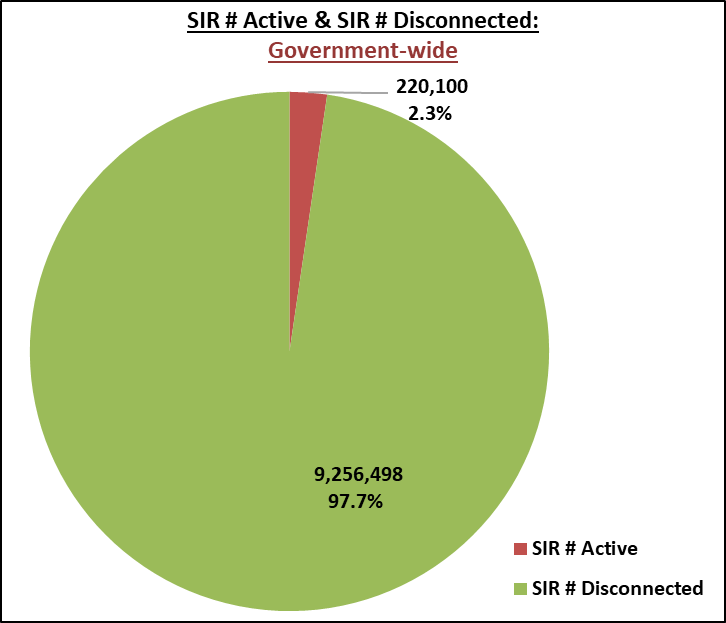 SIR # Active & SIR # Disconnected:
Government-wide
220,100
2.3%
9,256,498
97.7%
SIR # Active
SIR # Disconnected